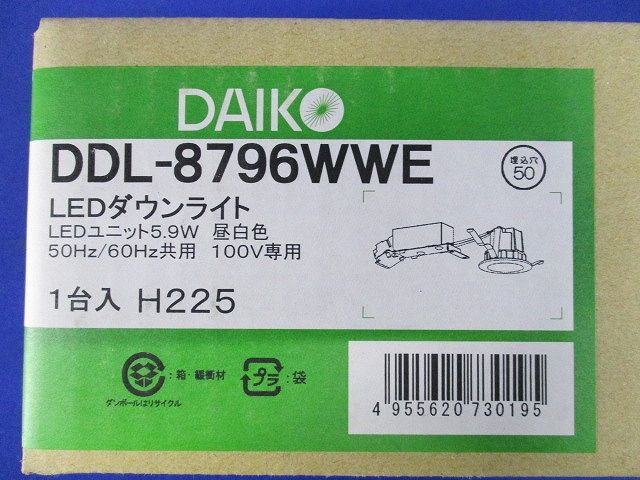 DAIKO
DDL-8796WWE
埋込穴
50
LEDダウンライト
LEDユニット5.9W 昼白色
50Hz/60Hz共用 100V専用
1台入 H225
:箱・緩衝材
ダンボールはリサイクル
プラ
:袋
4 955620 730195